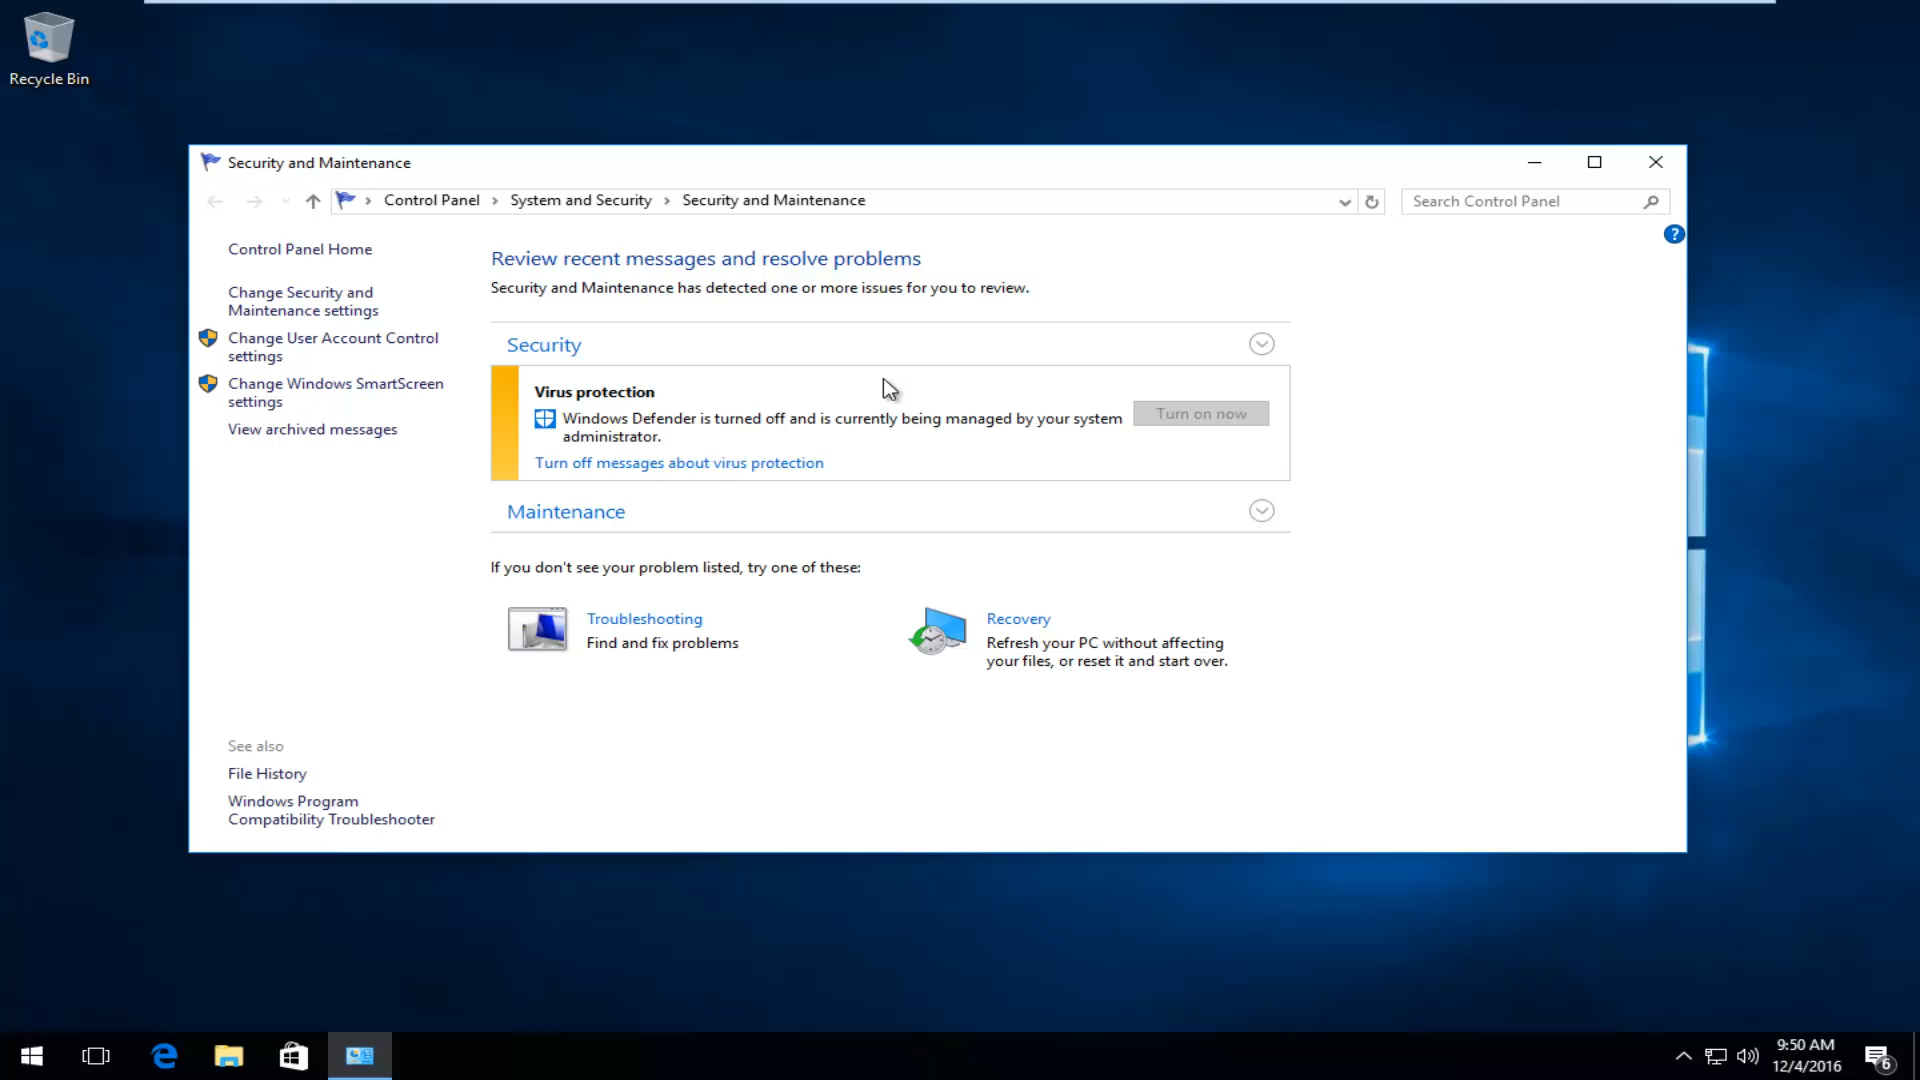 Recycle Bin
Security and Maintenance
Control Panel
System and Security
Security and Maintenance
Search Control Panel
?
Control Panel Home
Change Security and
Maintenance settings
Change User Account Control
settings
Change Windows SmartScreen
settings
View archived messages
Review recent messages and resolve problems
Security and Maintenance has detected one or more issues for you to review.
Security
Virus protection
Windows Defender is turned off and is currently being managed by your system
administrator.
Turn on now
Turn off messages about virus protection
Maintenance
If you don't see your problem listed, try one of these:
Troubleshooting
Find and fix problems
Recovery
Refresh your PC without affecting
your files, or reset it and start over.
See also
File History
Windows Program
Compatibility Troubleshooter
9:50 AM
12/4/2016
6